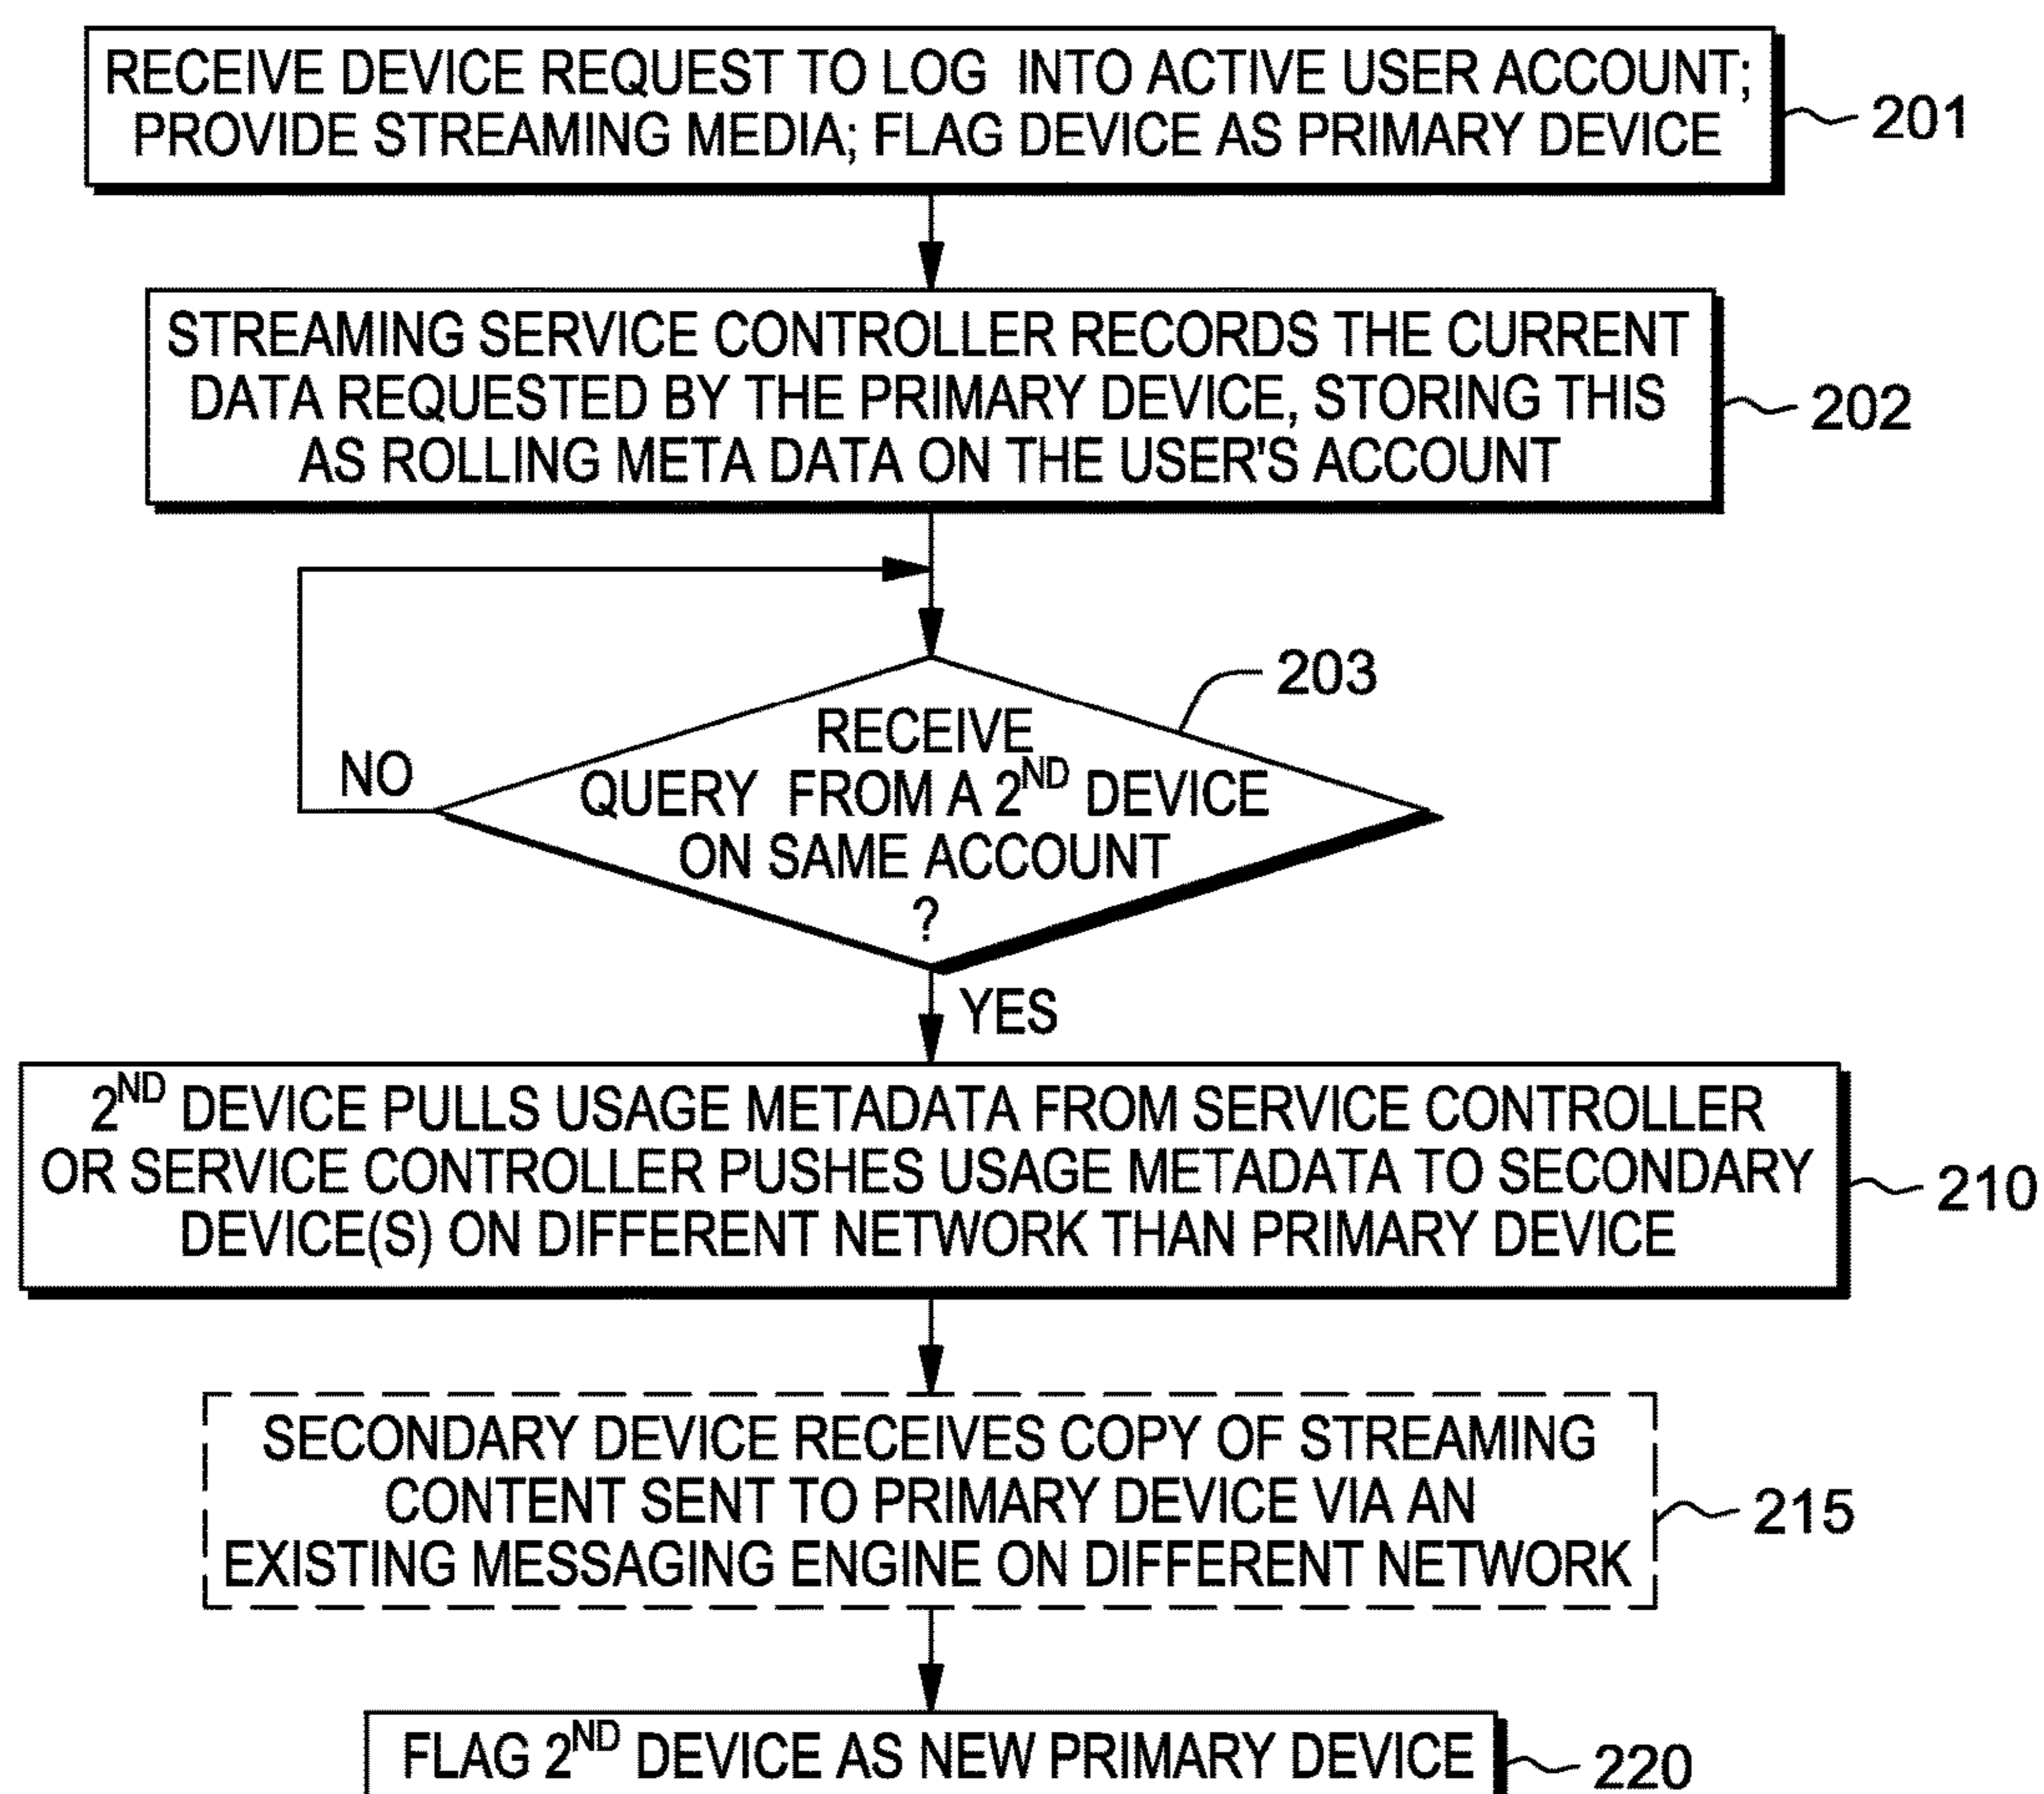 RECEIVE DEVICE REQUEST TO LOG INTO ACTIVE USER ACCOUNT;
PROVIDE STREAMING MEDIA; FLAG DEVICE AS PRIMARY DEVICE
201
STREAMING SERVICE CONTROLLER RECORDS THE CURRENT
DATA REQUESTED BY THE PRIMARY DEVICE, STORING THIS
AS ROLLING META DATA ON THE USER'S ACCOUNT
202
203
RECEIVE
QUERY FROM A 2ND DEVICE
ON SAME ACCOUNT
?
NO
YES
2ND DEVICE PULLS USAGE METADATA FROM SERVICE CONTROLLER
OR SERVICE CONTROLLER PUSHES USAGE METADATA TO SECONDARY
DEVICE(S) ON DIFFERENT NETWORK THAN PRIMARY DEVICE
210
SECONDARY DEVICE RECEIVES COPY OF STREAMING
CONTENT SENT TO PRIMARY DEVICE VIA AN
EXISTING MESSAGING ENGINE ON DIFFERENT NETWORK
215
FLAG 2ND DEVICE AS NEW PRIMARY DEVICE
220